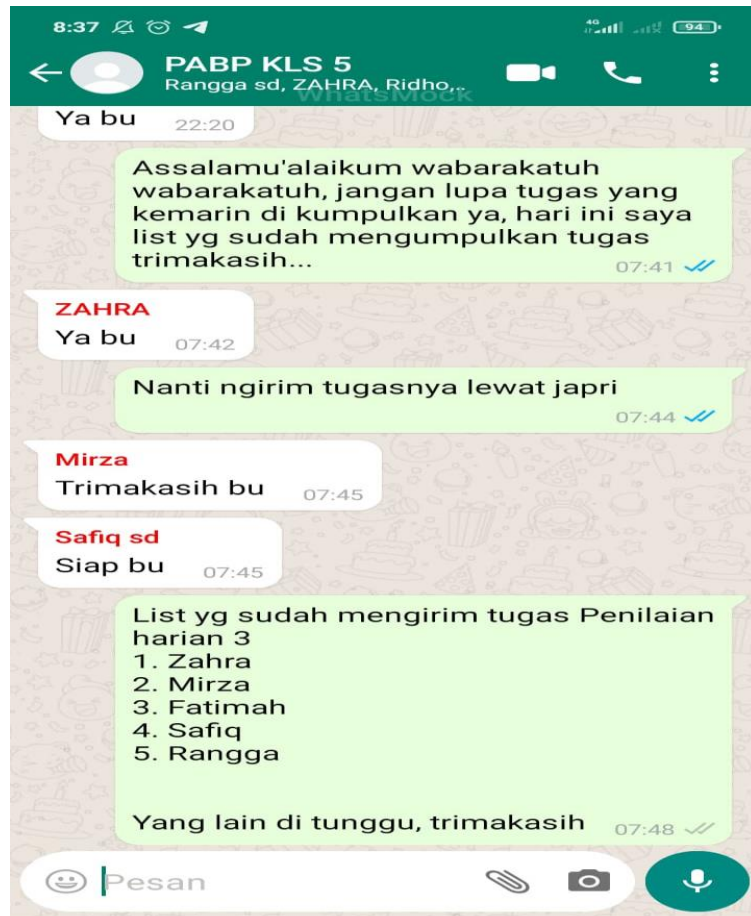 8:37
4G
94
PABP KLS 5
Rangga sd, ZAHRA, Ridho,..
WhatsMock
Ya bu 22:20
Assalamu'alaikum wabarakatuh
wabarakatuh, jangan lupa tugas yang
kemarin di kumpulkan ya, hari ini saya
list yg sudah mengumpulkan tugas
trimakasih...
07:41
ZAHRA
Ya bu 07:42
Nanti ngirim tugasnya lewat japri
07:44
Mirza
Trimakasih bu 07:45
Safiq sd
Siap bu 07:45
List yg sudah mengirim tugas Penilaian
harian 3
1. Zahra
2. Mirza
3. Fatimah
4. Safiq
5. Rangga
Yang lain di tunggu, trimakasih 07:48
Pesan